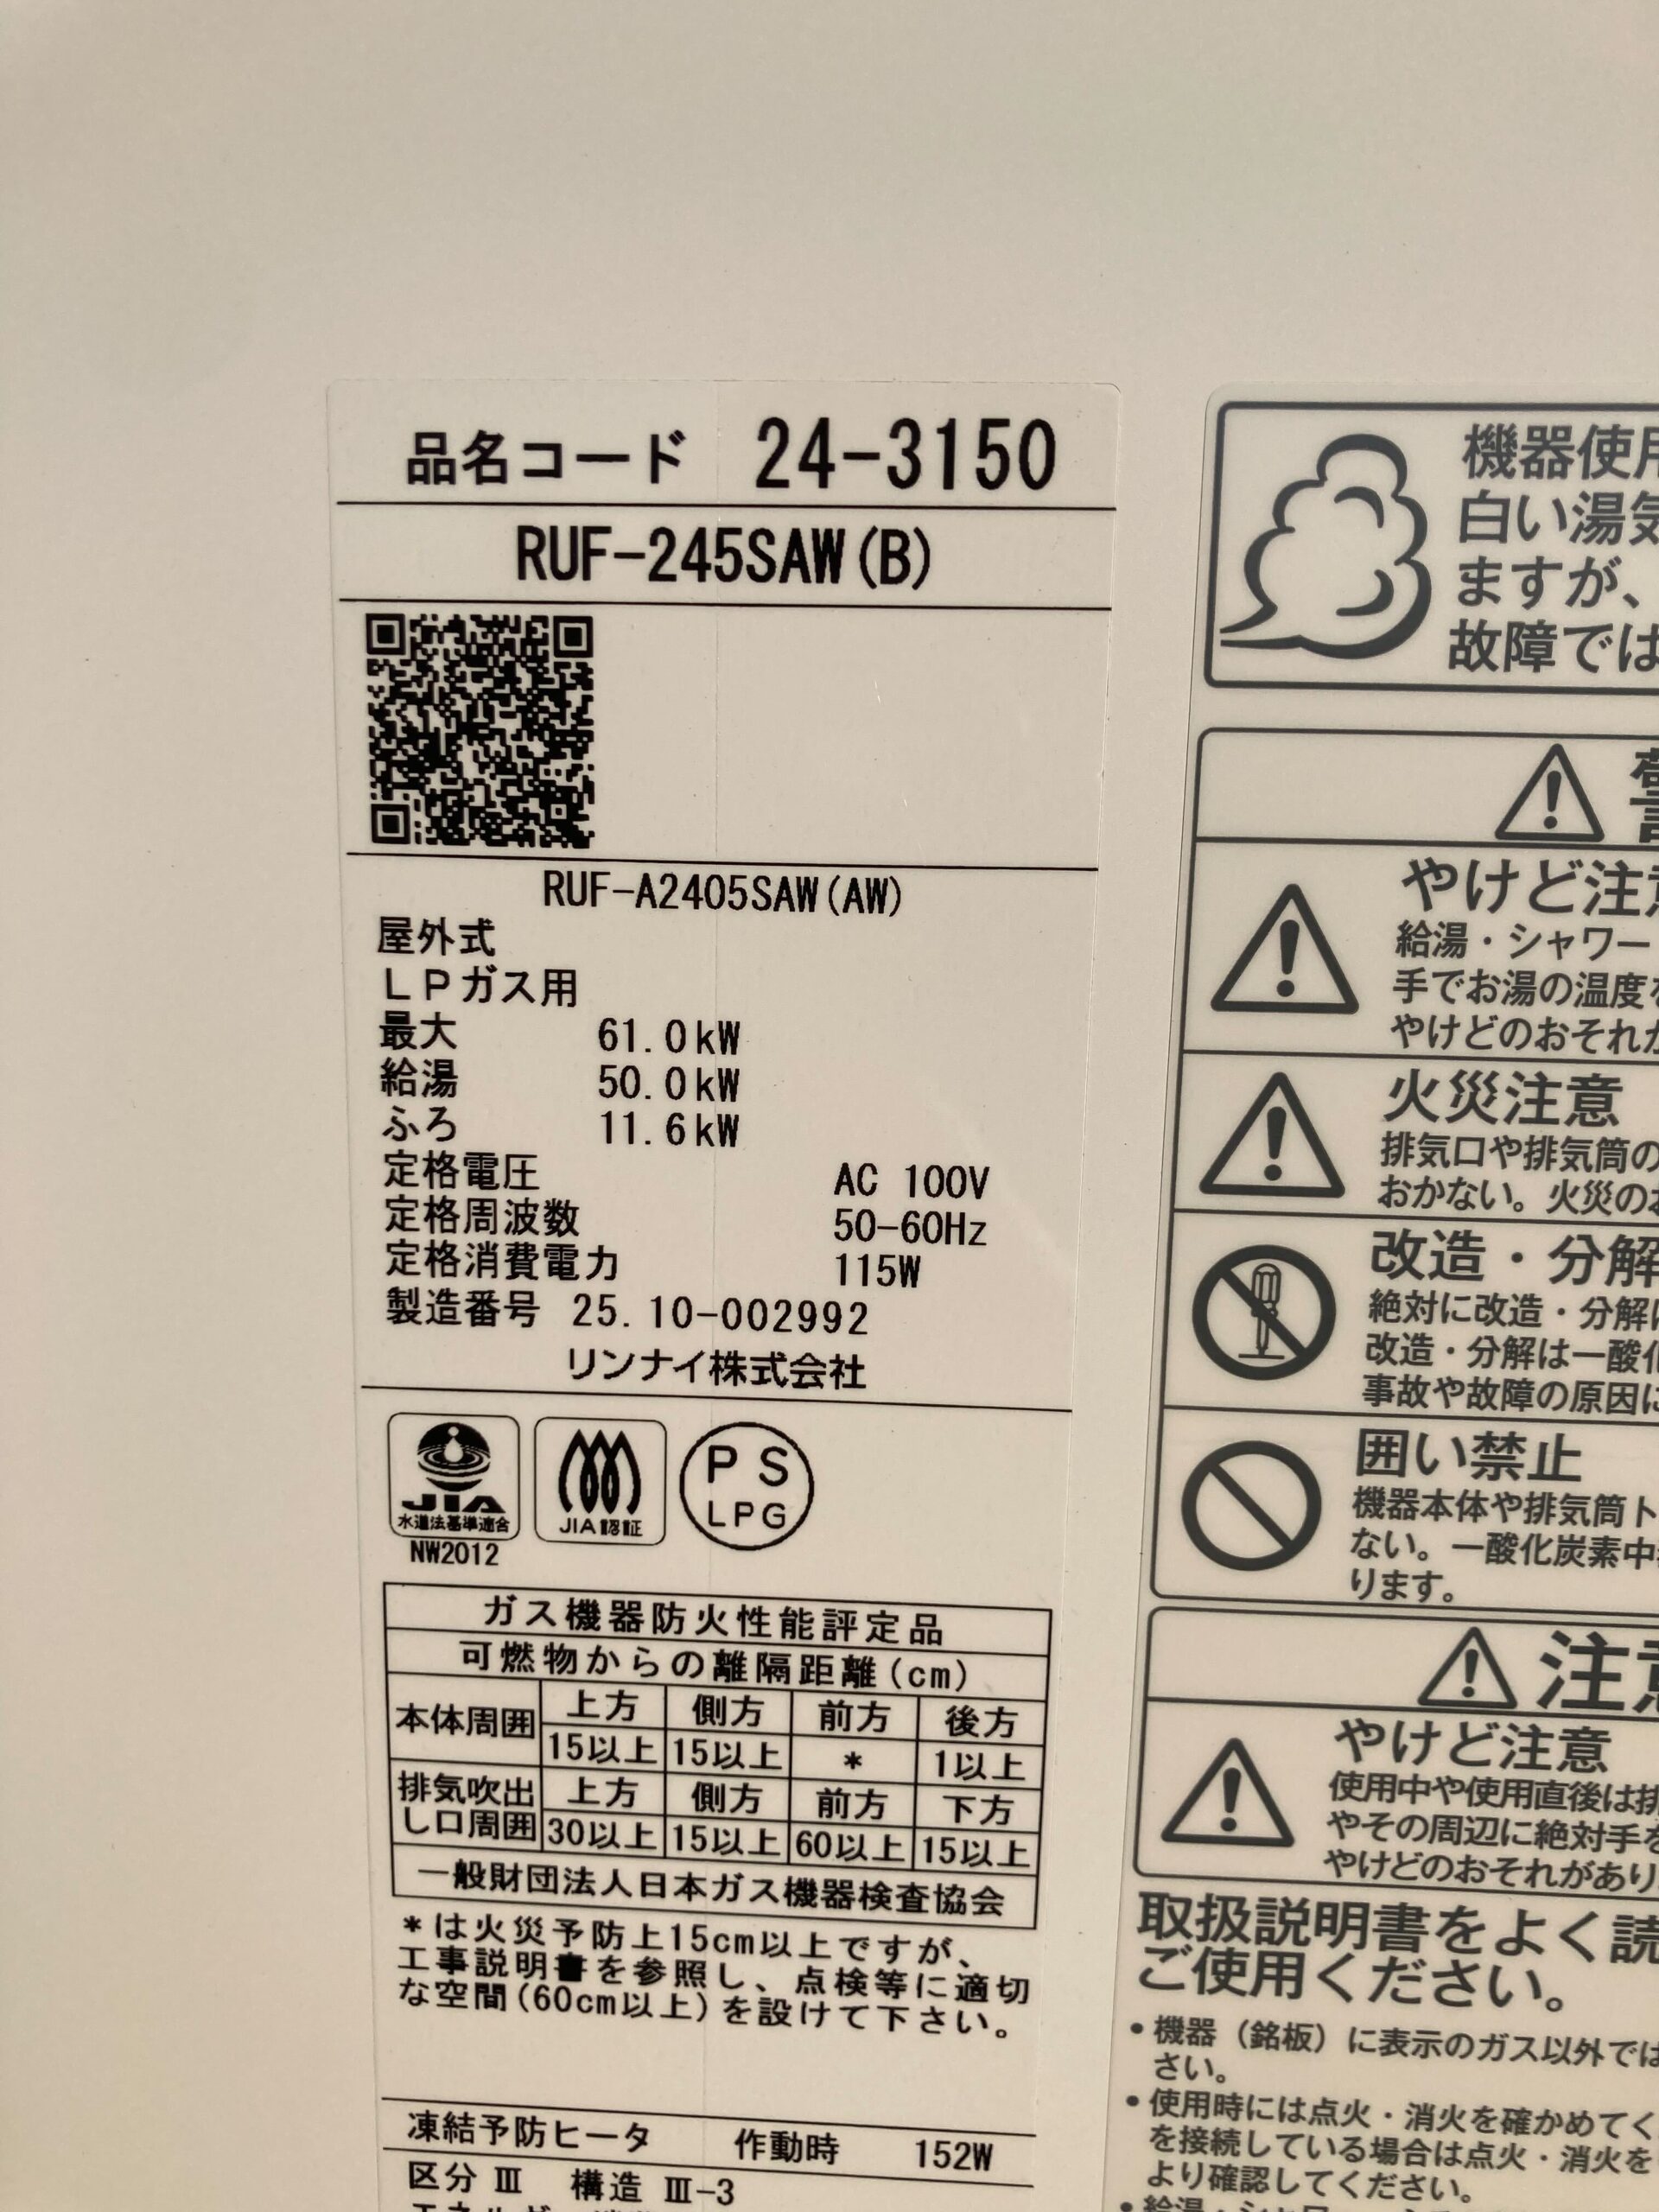 品名コード 24-3150
RUF-245SAW(B)
RUF-A2405SAW(AW)
屋外式
LPガス用
最大 61.0kW
給湯 50.0kW
ふろ 11.6kW
定格電圧 AC 100V
定格周波数 50-60Hz
定格消費電力 115W
製造番号 25.10-002992
リンナイ株式会社
JIA
水道法基準適合
NW2012
JIA認証
PS
LPG
ガス機器防火性能評定品
可燃物からの離隔距離(cm)
本体周囲 上方 側方 前方 後方
15以上 15以上 * 1以上
排気吹出し口周囲 上方 側方 前方 下方
30以上 15以上 60以上 15以上
一般財団法人日本ガス機器検査協会
*は火災予防上15cm以上ですが、
工事説明書を参照し、点検等に適切
な空間(60cm以上)を設けて下さい。
凍結予防ヒータ 作動時 152W
区分 Ⅲ 構造 Ⅲ-3
機器使用
白い湯気
ますが、
故障では
警
やけど注意
給湯・シャワー
手でお湯の温度を
やけどのおそれが
火災注意
排気口や排気筒の
おかない。火災のお
改造・分解
絶対に改造・分解は
改造・分解は一酸化
事故や故障の原因に
囲い禁止
機器本体や排気筒ト
ない。一酸化炭素中
ります。
注意
やけど注意
使用中や使用直後は排
やその周辺に絶対手を
やけどのおそれがあり
取扱説明書をよく読
ご使用ください。
・機器（銘板）に表示のガス以外では
さい。
・使用時には点火・消火を確かめてく
を接続している場合は点火・消火を
より確認してください。